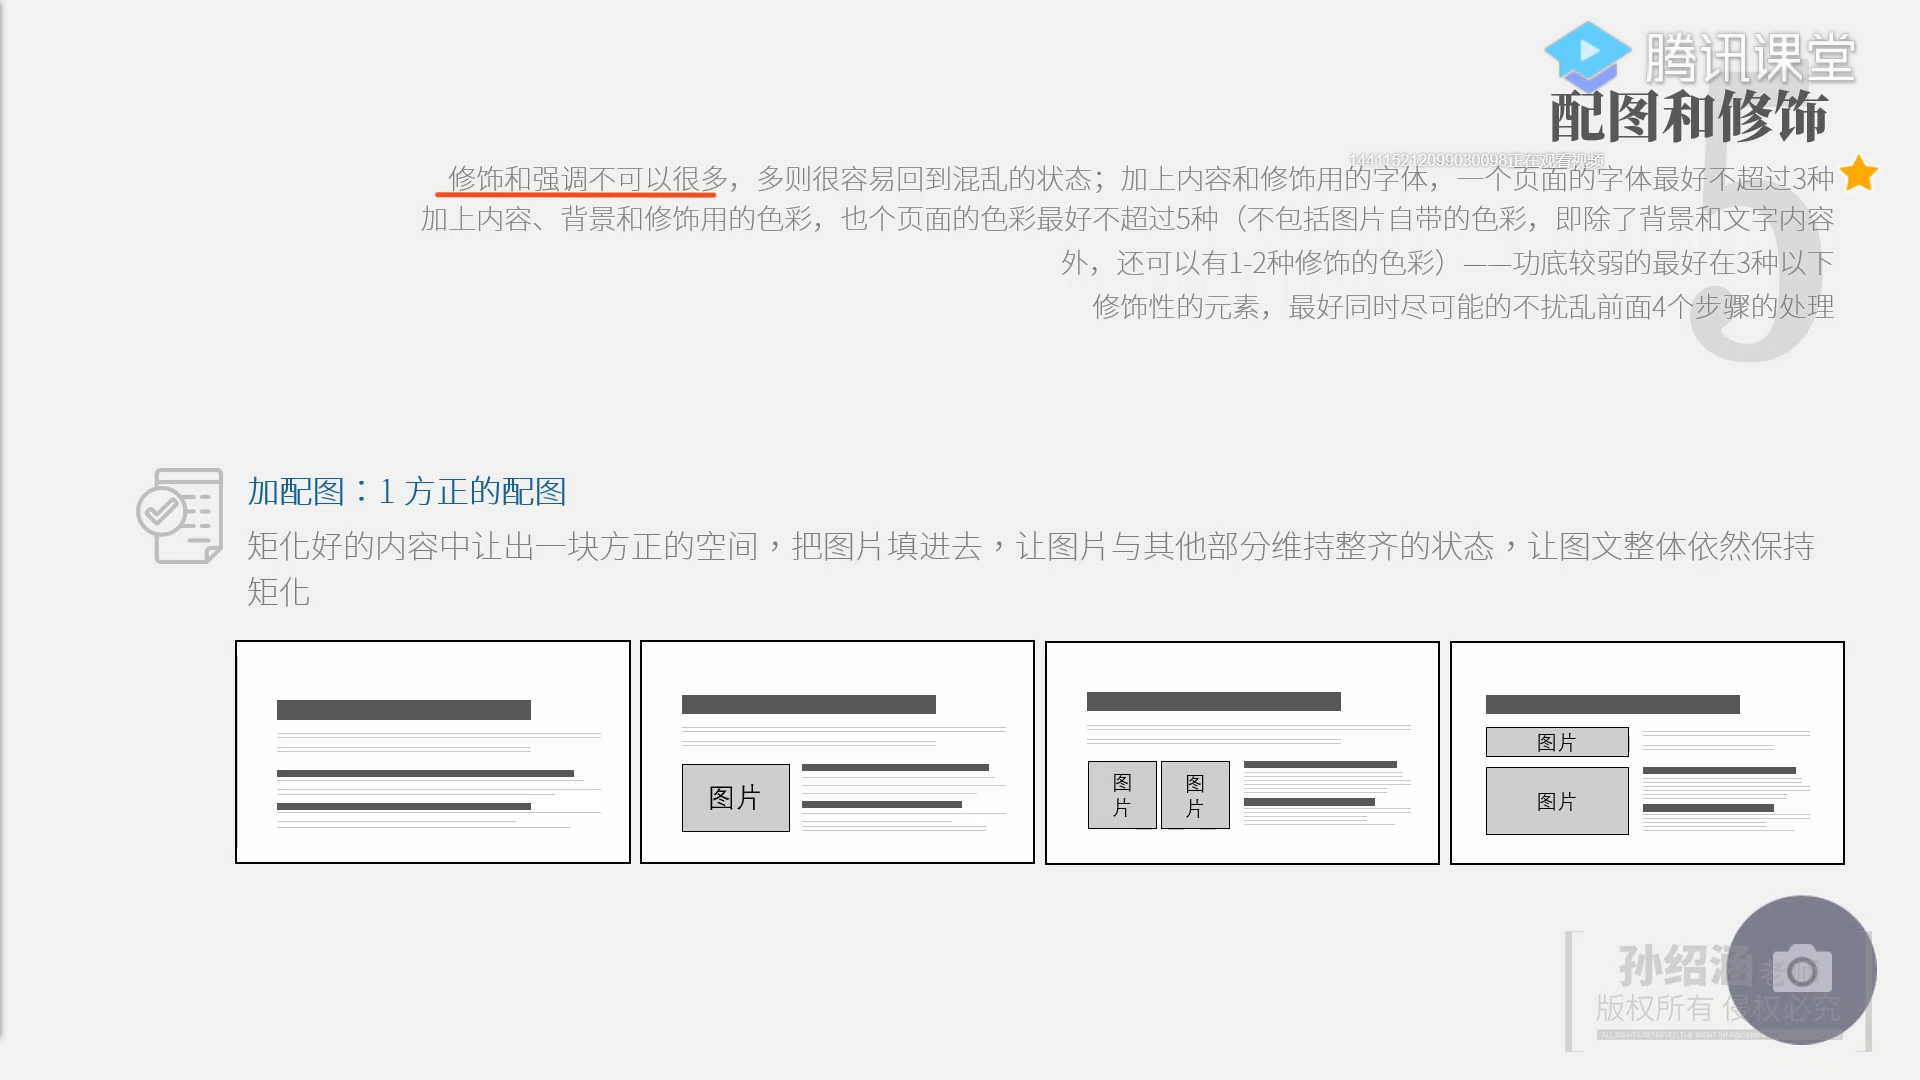 腾讯课堂
5
配图和修饰
144115212099030098正在观看视频
修饰和强调不可以很多，多则很容易回到混乱的状态；加上内容和修饰用的字体，一个页面的字体最好不超过3种
加上内容、背景和修饰用的色彩，也个页面的色彩最好不超过5种（不包括图片自带的色彩，即除了背景和文字内容
外，还可以有1-2种修饰的色彩）——功底较弱的最好在3种以下
修饰性的元素，最好同时尽可能的不扰乱前面4个步骤的处理
加配图：1 方正的配图
矩化好的内容中让出一块方正的空间，把图片填进去，让图片与其他部分维持整齐的状态，让图文整体依然保持
矩化
图片
图
片
图
片
图片
图片
孙绍涵 老师
版权所有 侵权必究
ALL RIGHTS RESERVED, THE RIGHT